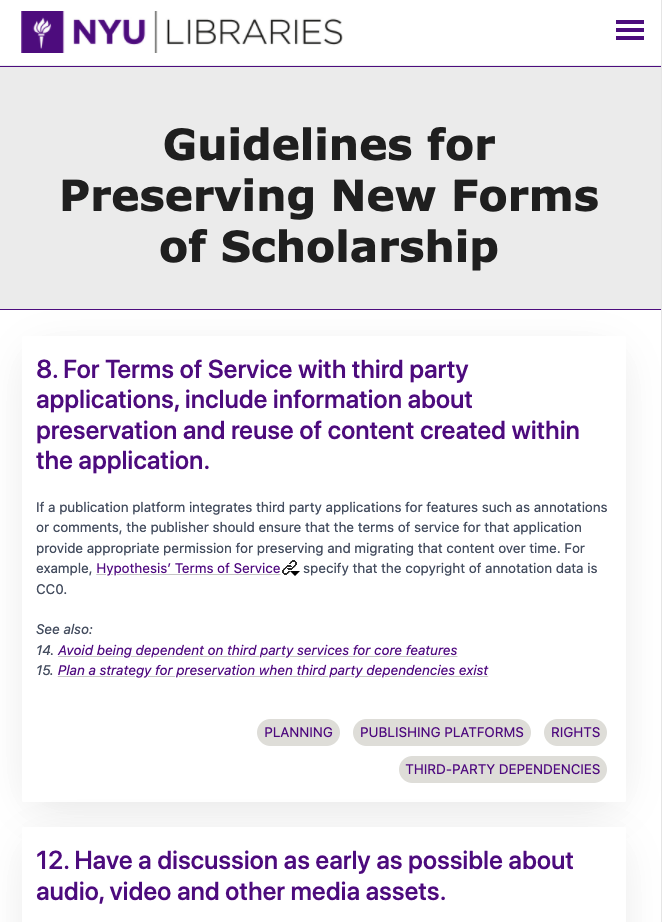 NYU LIBRARIES
Guidelines for
Preserving New Forms
of Scholarship
8. For Terms of Service with third party
applications, include information about
preservation and reuse of content created within
the application.
If a publication platform integrates third party applications for features such as annotations
or comments, the publisher should ensure that the terms of service for that application
provide appropriate permission for preserving and migrating that content over time. For
example, Hypothesis’ Terms of Service specify that the copyright of annotation data is
CC0.
See also:
14. Avoid being dependent on third party services for core features
15. Plan a strategy for preservation when third party dependencies exist
PLANNING PUBLISHING PLATFORMS RIGHTS
THIRD-PARTY DEPENDENCIES
12. Have a discussion as early as possible about
audio, video and other media assets.